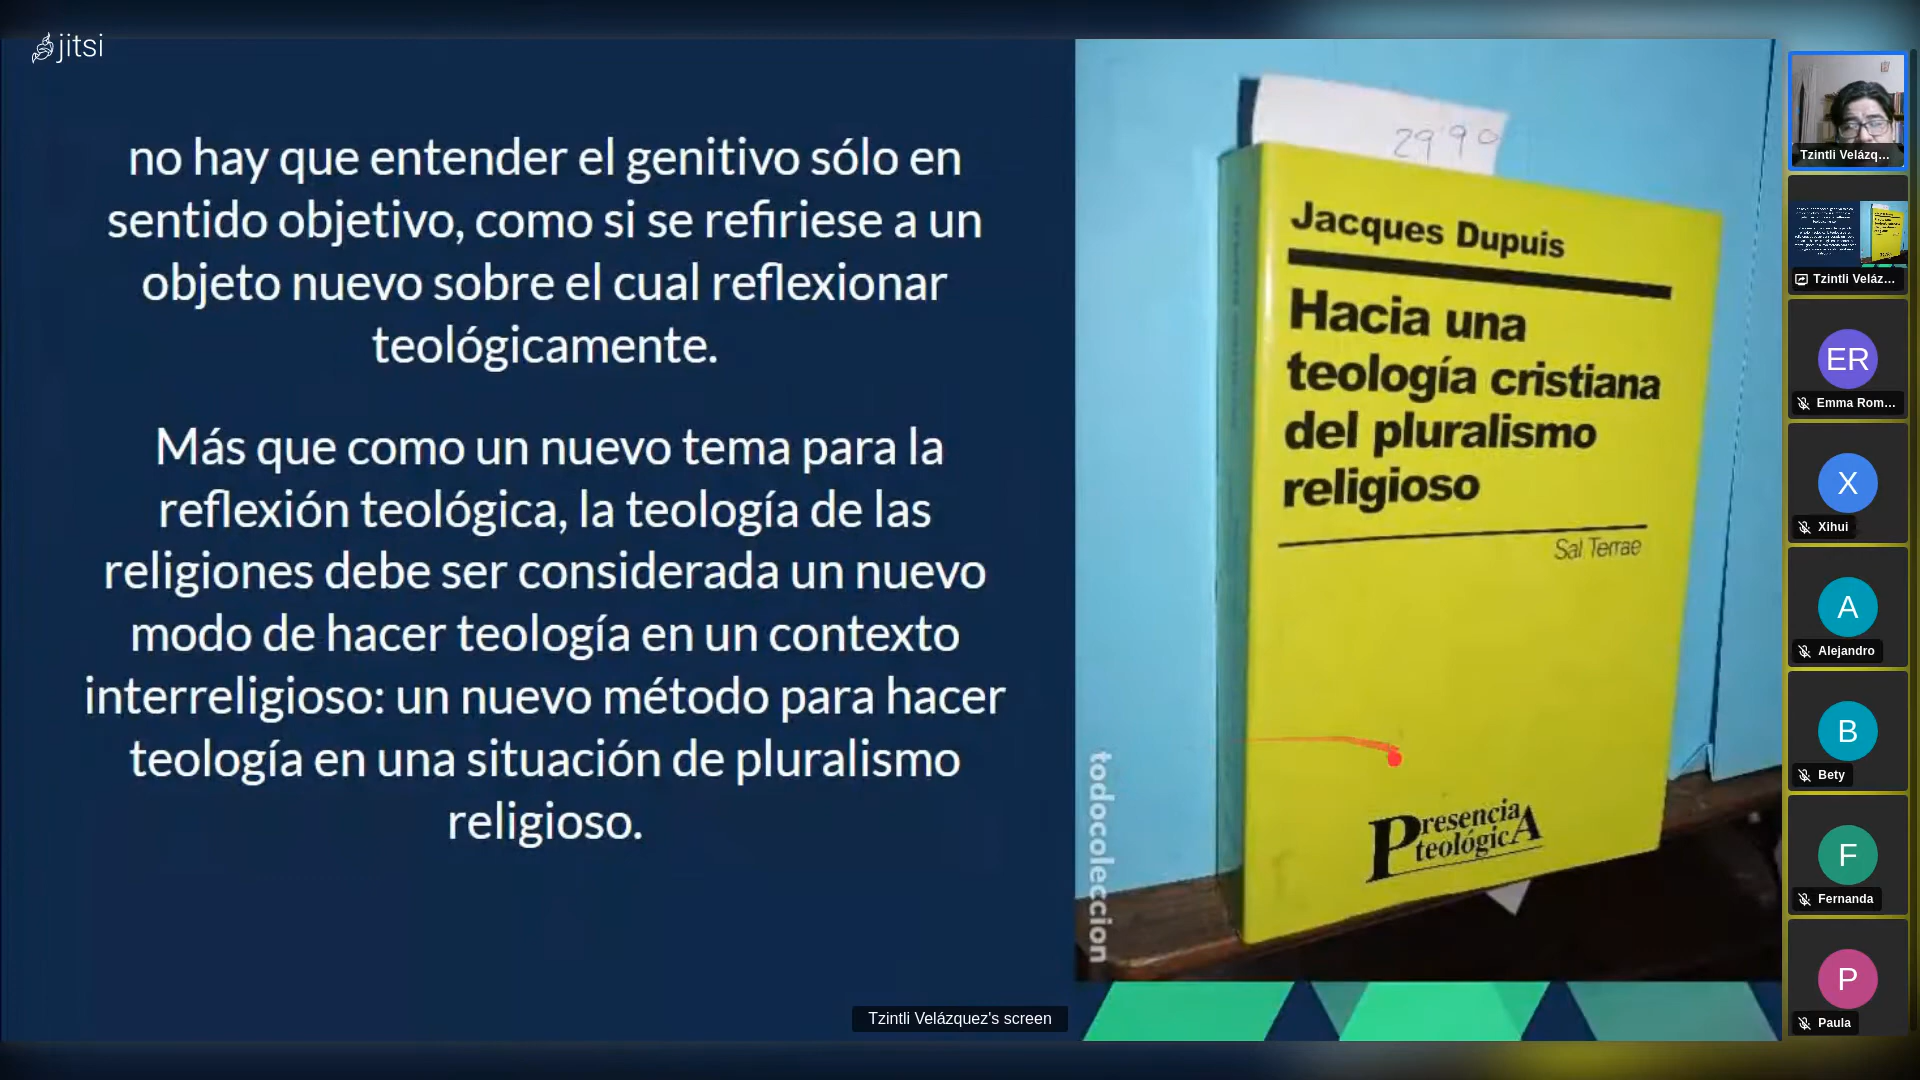 jitsi
no hay que entender el genitivo sólo en
sentido objetivo, como si se refiriese a un
objeto nuevo sobre el cual reflexionar
teológicamente.
Más que como un nuevo tema para la
reflexión teológica, la teología de las
religiones debe ser considerada un nuevo
modo de hacer teología en un contexto
interreligioso: un nuevo método para hacer
teología en una situación de pluralismo
religioso.
29'90
Jacques Dupuis
Hacia una
teología cristiana
del pluralismo
religioso
Sal Terrae
Presencia
teológicA
todocoleccion
Tzintli Velázquez's screen
Tzintli Velázq...
Tzintli Veláz...
ER
Emma Rom...
X
Xihui
A
Alejandro
B
Bety
F
Fernanda
P
Paula